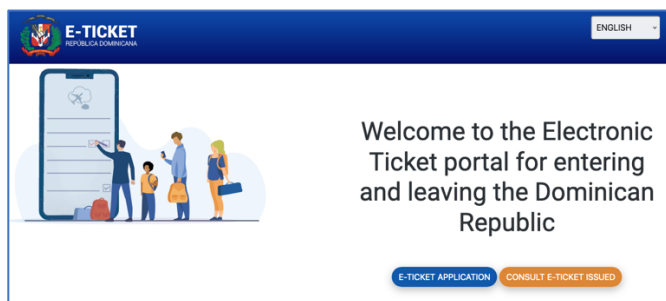 E-TICKET
REPÚBLICA DOMINICANA
ENGLISH
Welcome to the Electronic
Ticket portal for entering
and leaving the Dominican
Republic
E-TICKET APPLICATION
CONSULT E-TICKET ISSUED